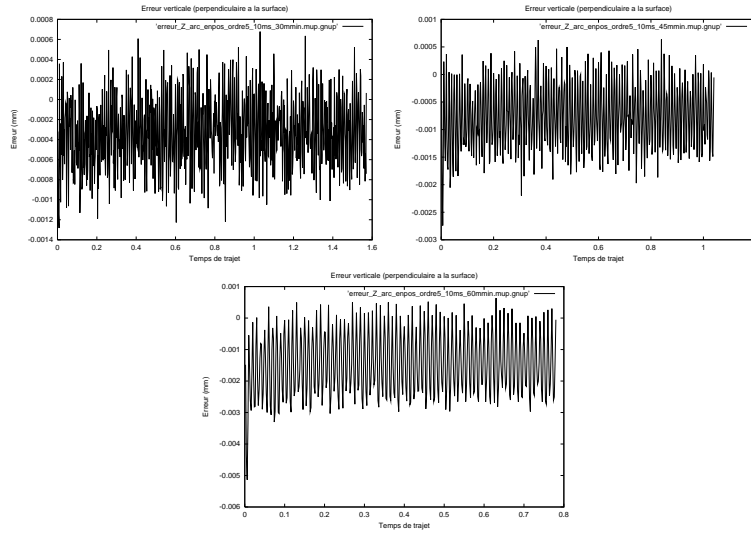 Erreur verticale (perpendiculaire a la surface)
'erreur_Z_arc_enpos_ordre5_10ms_30mmin.mup.gnup'
0.0008
0.0006
0.0004
0.0002
0
-0.0002
-0.0004
-0.0006
-0.0008
-0.001
-0.0012
-0.0014
Erreur (mm)
0 0.2 0.4 0.6 0.8 1 1.2 1.4 1.6
Temps de trajet
Erreur verticale (perpendiculaire a la surface)
'erreur_Z_arc_enpos_ordre5_10ms_45mmin.mup.gnup'
0.001
0.0005
0
-0.0005
-0.001
-0.0015
-0.002
-0.0025
-0.003
Erreur (mm)
0 0.2 0.4 0.6 0.8 1
Temps de trajet
Erreur verticale (perpendiculaire a la surface)
'erreur_Z_arc_enpos_ordre5_10ms_60mmin.mup.gnup'
0.001
0
-0.001
-0.002
-0.003
-0.004
-0.005
-0.006
Erreur (mm)
0 0.1 0.2 0.3 0.4 0.5 0.6 0.7 0.8
Temps de trajet